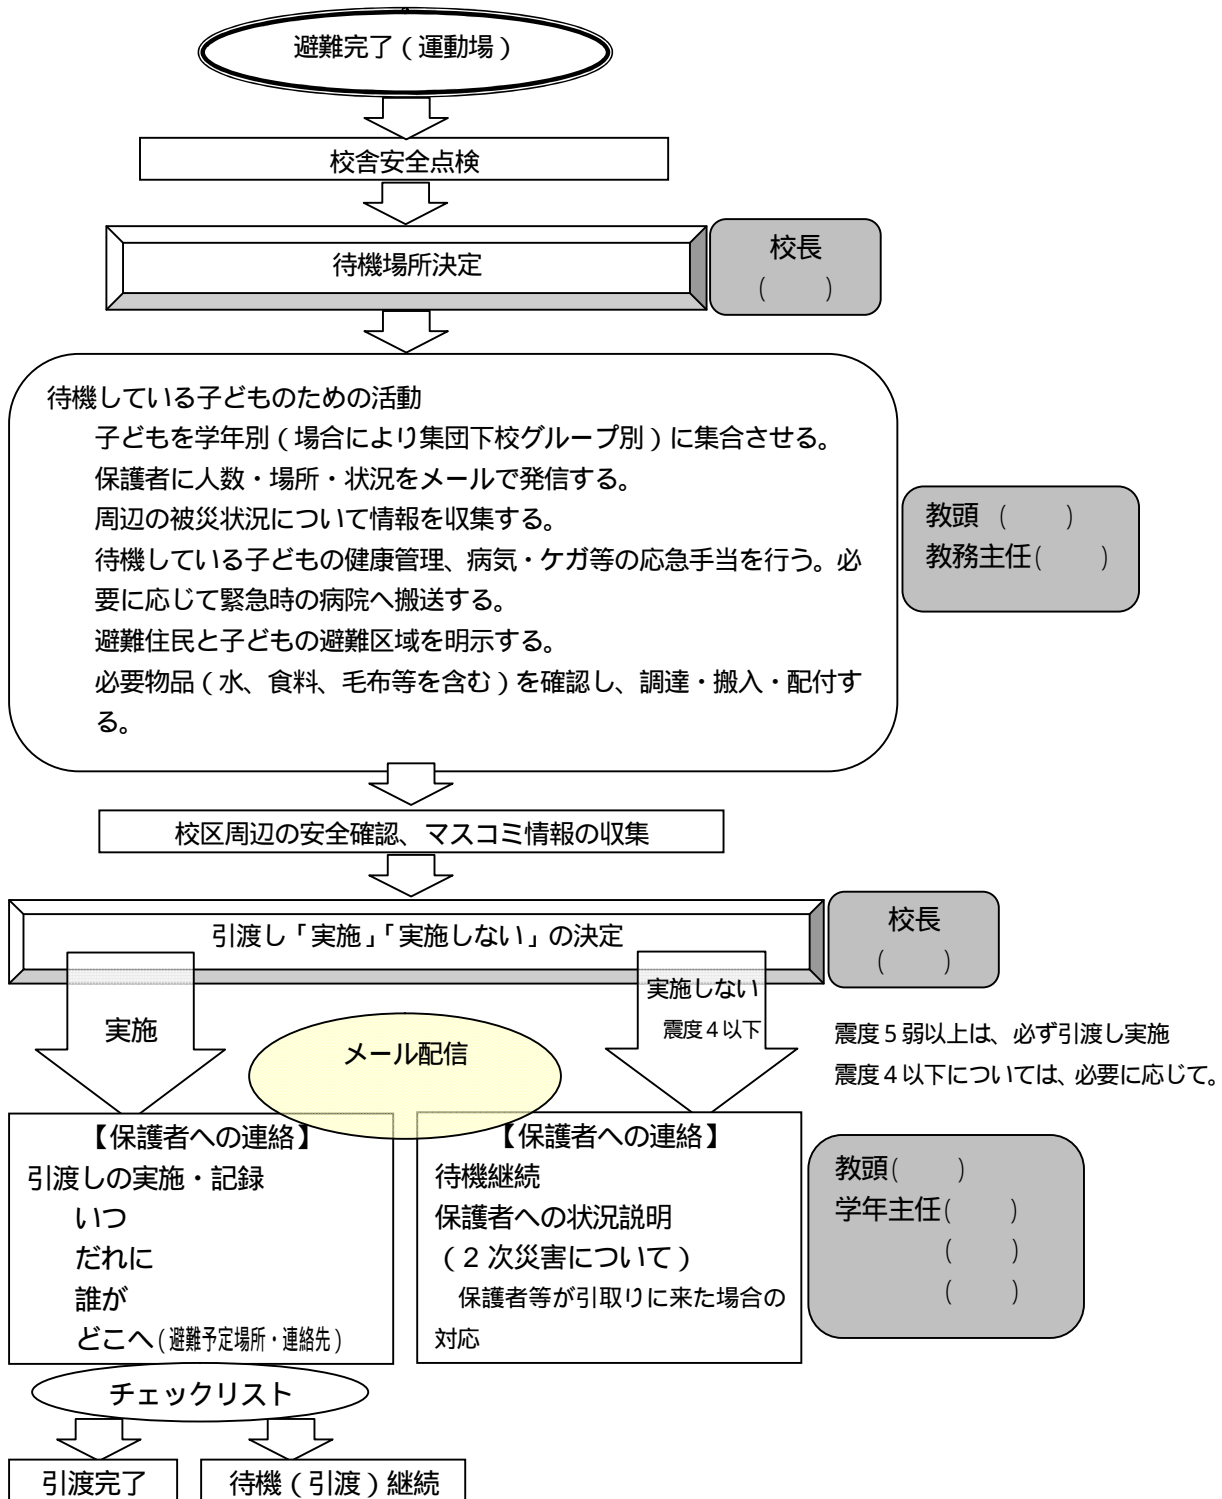 避難完了（運動場）
校舎安全点検
待機場所決定
校長
（　　）
待機している子どものための活動
子どもを学年別（場合により集団下校グループ別）に集合させる。
保護者に人数・場所・状況をメールで発信する。
周辺の被災状況について情報を収集する。
待機している子どもの健康管理、病気・ケガ等の応急手当を行う。必
要に応じて緊急時の病院へ搬送する。
避難住民と子どもの避難区域を明示する。
必要物品（水、食料、毛布等を含む）を確認し、調達・搬入・配付す
る。
教頭（　　）
教務主任（　　）
校区周辺の安全確認、マスコミ情報の収集
引渡し「実施」「実施しない」の決定
校長
（　　）
実施
実施しない
震度４以下
メール配信
震度５弱以上は、必ず引渡し実施
震度４以下については、必要に応じて。
【保護者への連絡】
引渡しの実施・記録
いつ
だれに
誰が
どこへ（避難予定場所・連絡先）
【保護者への連絡】
待機継続
保護者への状況説明
（２次災害について）
保護者等が引取りに来た場合の
対応
教頭（　　）
学年主任（　　）
（　　）
（　　）
チェックリスト
引渡完了
待機（引渡）継続